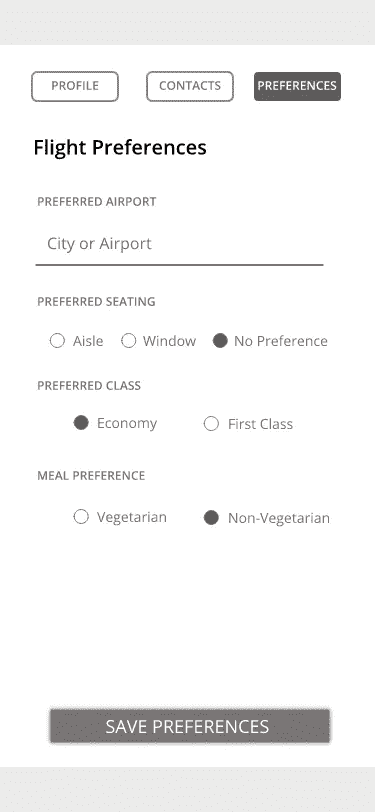 PROFILE CONTACTS PREFERENCES
Flight Preferences
PREFERRED AIRPORT
City or Airport
PREFERRED SEATING
Aisle Window No Preference
PREFERRED CLASS
Economy First Class
MEAL PREFERENCE
Vegetarian Non-Vegetarian
SAVE PREFERENCES